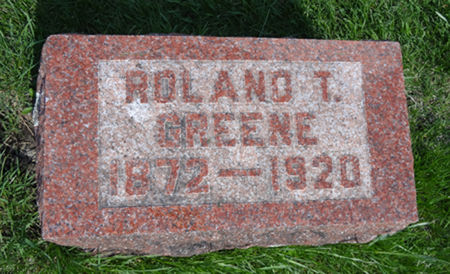 ROLAND T.
GREENE
1872—1920